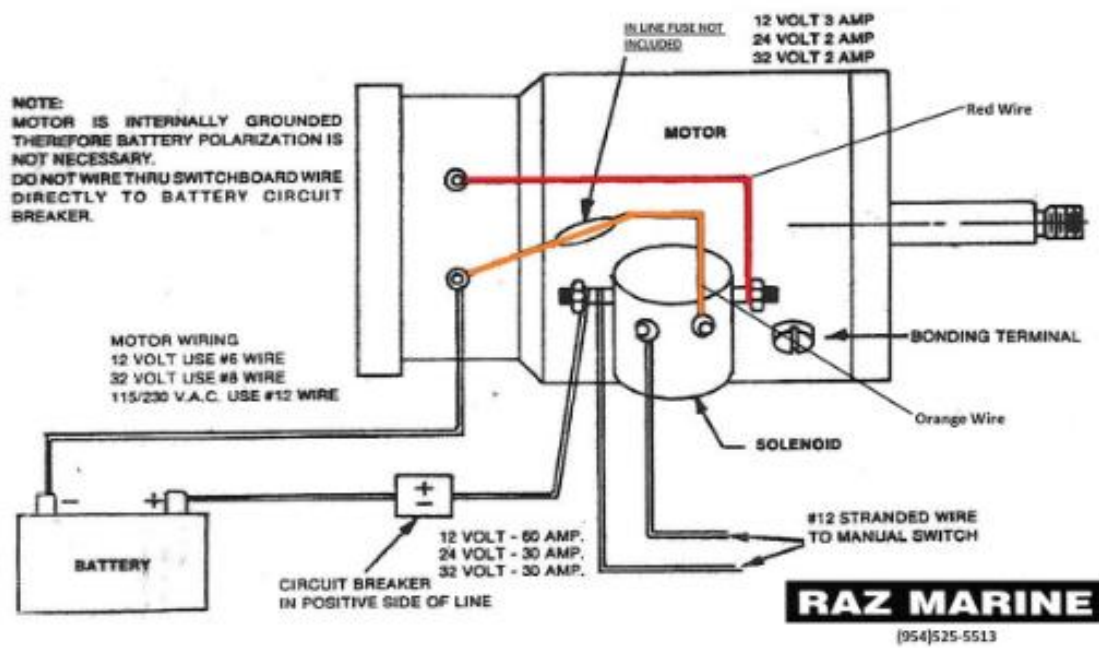 IN LINE FUSE NOT
INCLUDED
12 VOLT 3 AMP
24 VOLT 2 AMP
32 VOLT 2 AMP
NOTE:
MOTOR IS INTERNALLY GROUNDED
THEREFORE BATTERY POLARIZATION IS
NOT NECESSARY.
DO NOT WIRE THRU SWITCHBOARD WIRE
DIRECTLY TO BATTERY CIRCUIT
BREAKER.
MOTOR
Red Wire
MOTOR WIRING
12 VOLT USE #6 WIRE
32 VOLT USE #8 WIRE
115/230 V.A.C. USE #12 WIRE
BONDING TERMINAL
Orange Wire
SOLENOID
- +
+
-
BATTERY
12 VOLT - 60 AMP.
24 VOLT - 30 AMP.
32 VOLT - 30 AMP.
CIRCUIT BREAKER
IN POSITIVE SIDE OF LINE
#12 STRANDED WIRE
TO MANUAL SWITCH
RAZ MARINE
(954)525-5513